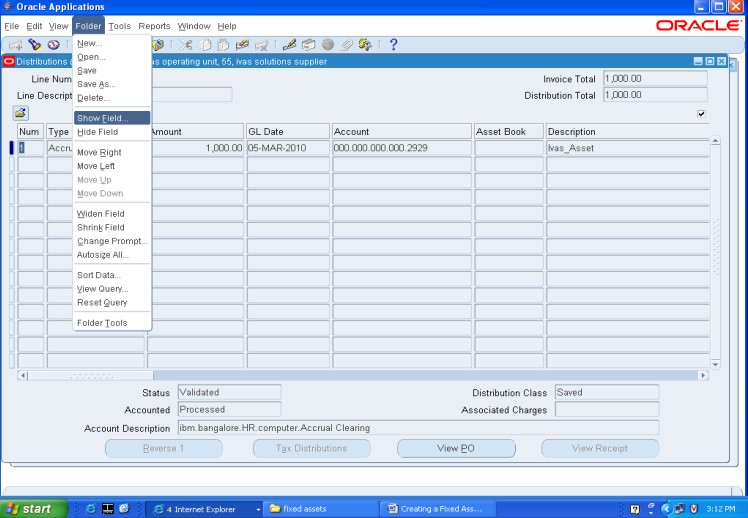 Oracle Applications
File Edit View Folder Tools Reports Window Help
ORACLE
Distributions
as operating unit, 55, ivas solutions supplier
New...
Open...
Save
Save As...
Delete...
Show Field...
Hide Field
Move Right
Move Left
Move Up
Move Down
Widen Field
Shrink Field
Change Prompt...
Autosize All...
Sort Data...
View Query...
Reset Query
Folder Tools
Line Num
Invoice Total 1,000.00
Line Descript
Distribution Total 1,000.00
Num Type Amount GL Date Account Asset Book Description
1 Accru 1,000.00 05-MAR-2010 000.000.000.000.2929 Ivas_Asset
Status Validated Distribution Class Saved
Accounted Processed Associated Charges
Account Description ibm.bangalore.HR.computer.Accrual Clearing
Reverse 1 Tax Distributions View PO View Receipt
start 4 Internet Explorer fixed assets Creating a Fixed Ass... 3:12 PM